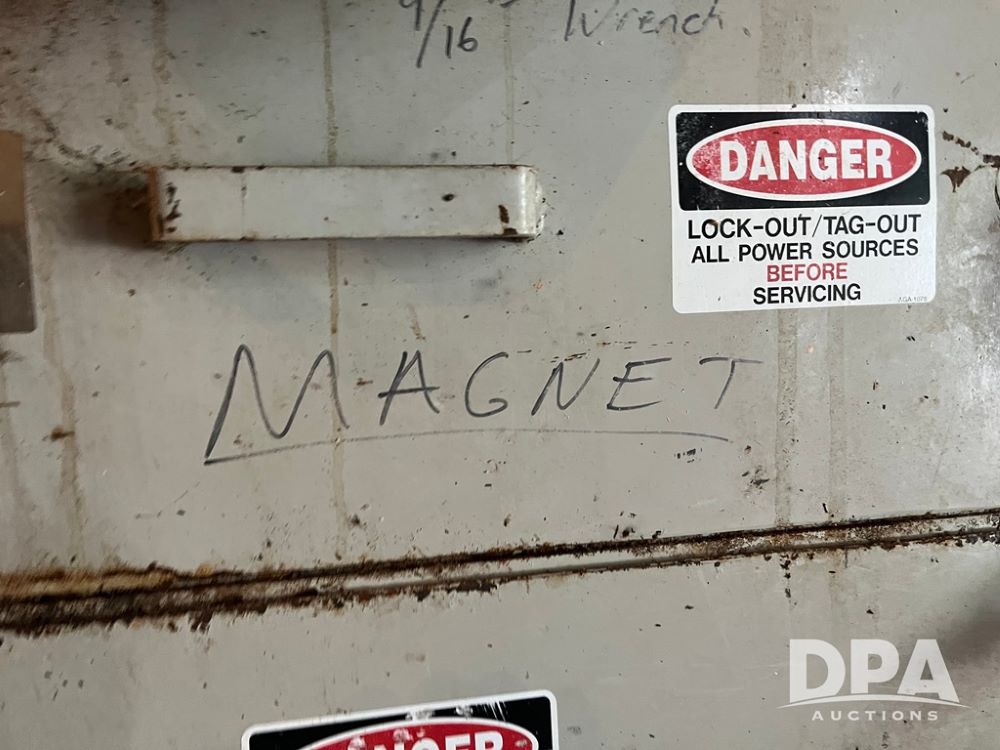 9/16 Wrench.
DANGER
LOCK-OUT/TAG-OUT
ALL POWER SOURCES
BEFORE
SERVICING
MAGNET
DPA
AUCTIONS